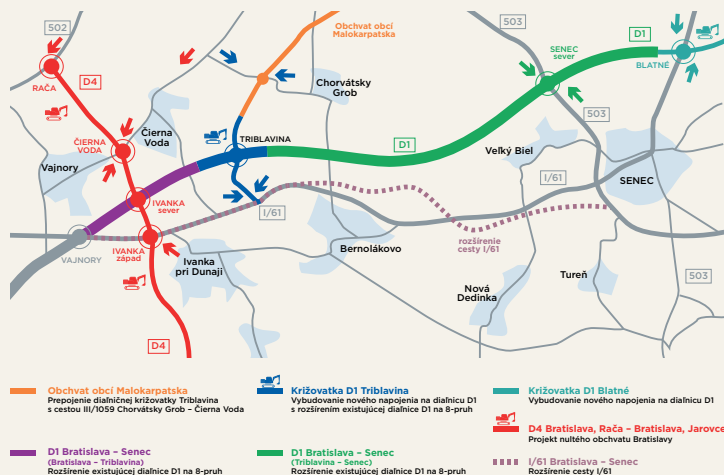 502
Obchvat obcí
Malokarpatska
503
D1
SENEC
sever
BLATNÉ
D4
RAČA
Chorvátsky
Grob
503
ČIERNA
VODA
Čierna
Voda
TRIBLAVINA
D1
Veľký Biel
Vajnory
I/61
SENEC
IVANKA
sever
I/61
VAJNORY
IVANKA
západ
Ivanka
pri Dunaji
Bernolákovo
rozšírenie
cesty I/61
Tureň
503
Nová
Dedinka
D4
Obchvat obcí Malokarpatska
Prepojenie diaľničnej križovatky Triblavina
s cestou III/1059 Chorvátsky Grob – Čierna Voda
Križovatka D1 Triblavina
Vybudovanie nového napojenia na diaľnicu D1
s rozšírením existujúcej diaľnice D1 na 8-pruh
Križovatka D1 Blatné
Vybudovanie nového napojenia na diaľnicu D1
D4 Bratislava, Rača – Bratislava, Jarovce
Projekt nultého obchvatu Bratislavy
D1 Bratislava – Senec
(Bratislava – Triblavina)
Rozšírenie existujúcej diaľnice D1 na 8-pruh
D1 Bratislava – Senec
(Triblavina – Senec)
Rozšírenie existujúcej diaľnice D1 na 8-pruh
I/61 Bratislava – Senec
Rozšírenie cesty I/61